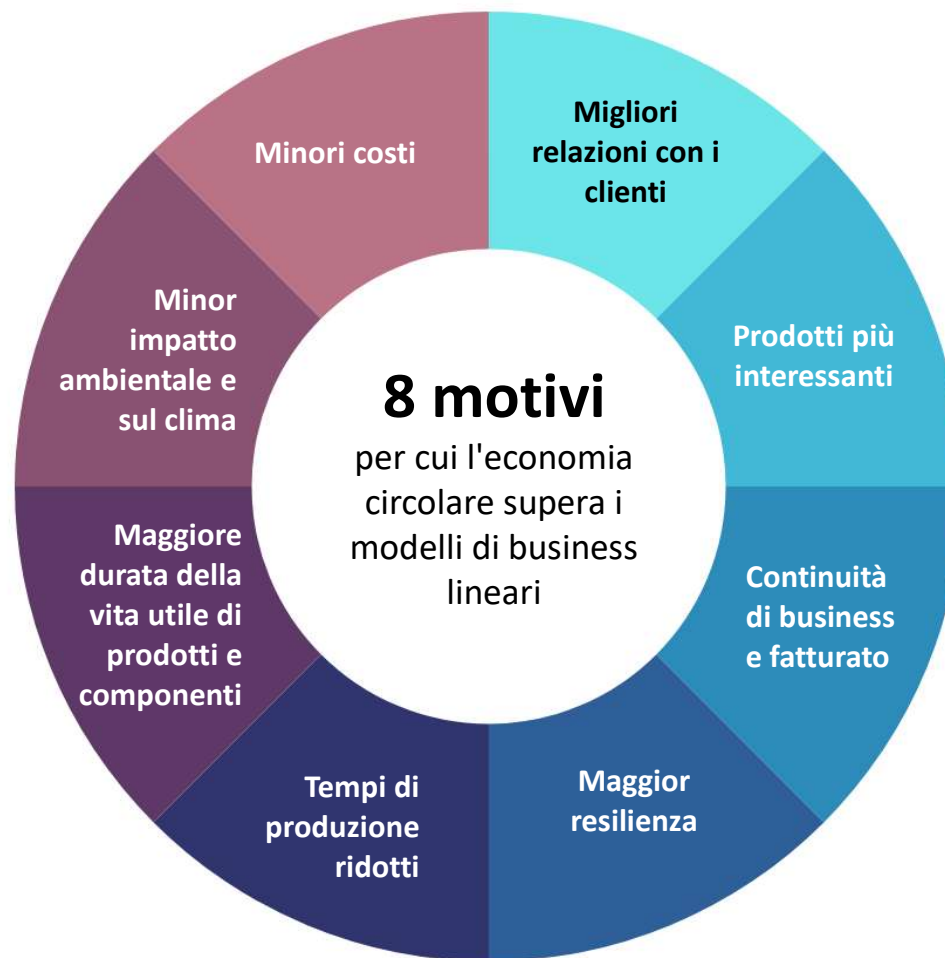 8 motivi
per cui l'economia
circolare supera i
modelli di business
lineari
Migliori
relazioni con i
clienti
Prodotti più
interessanti
Continuità
di business
e fatturato
Maggior
resilienza
Tempi di
produzione
ridotti
Maggiore
durata della
vita utile di
prodotti e
componenti
Minor
impatto
ambientale e
sul clima
Minori costi